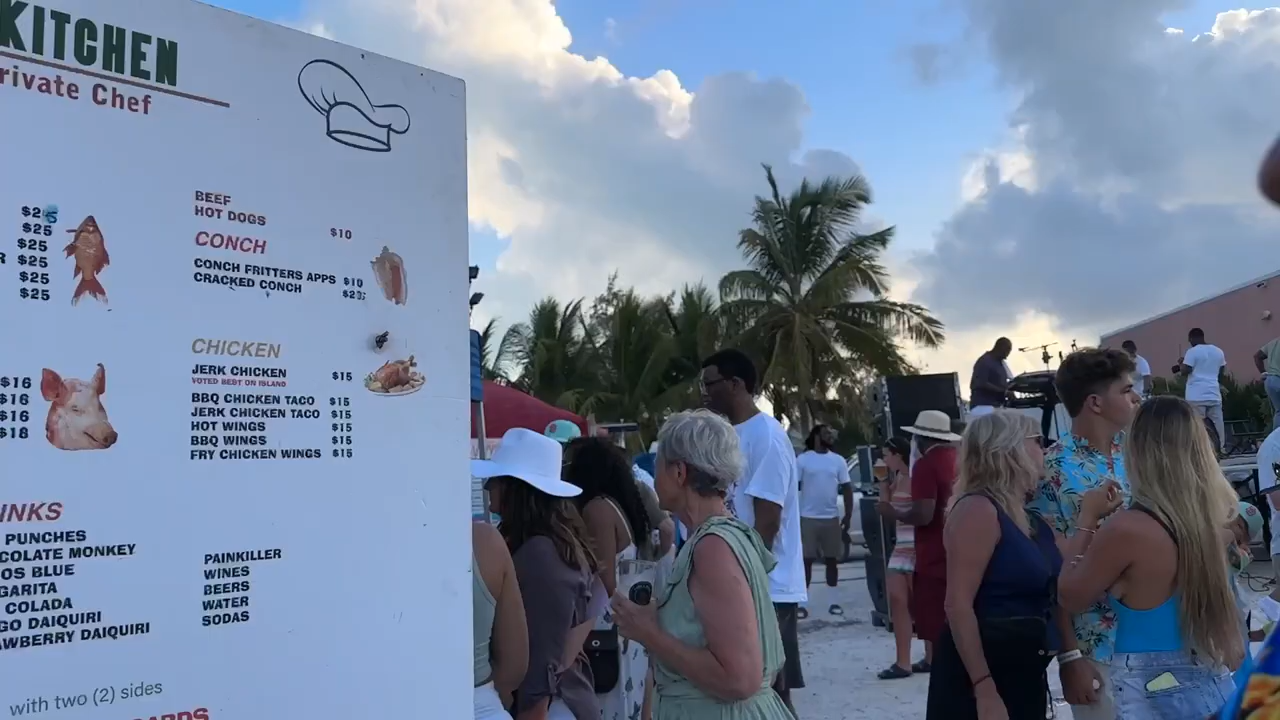 KITCHEN
rivate Chef
$25
$25
$25
R $25
$25
$25
BEEF
HOT DOGS $10
CONCH
CONCH FRITTERS APPS $10
CRACKED CONCH
CHICKEN
JERK CHICKEN $15
VOTED BEST ON ISLAND
BBQ CHICKEN TACO $15
JERK CHICKEN TACO $15
HOT WINGS $15
BBQ WINGS $15
FRY CHICKEN WINGS $15
$16
$16
$16
$18
INKS
PUNCHES
COLATE MONKEY
OS BLUE
GARITA
COLADA
GO DAIQUIRI
AWBERRY DAIQUIRI
PAINKILLER
WINES
BEERS
WATER
SODAS
with two (2) sides